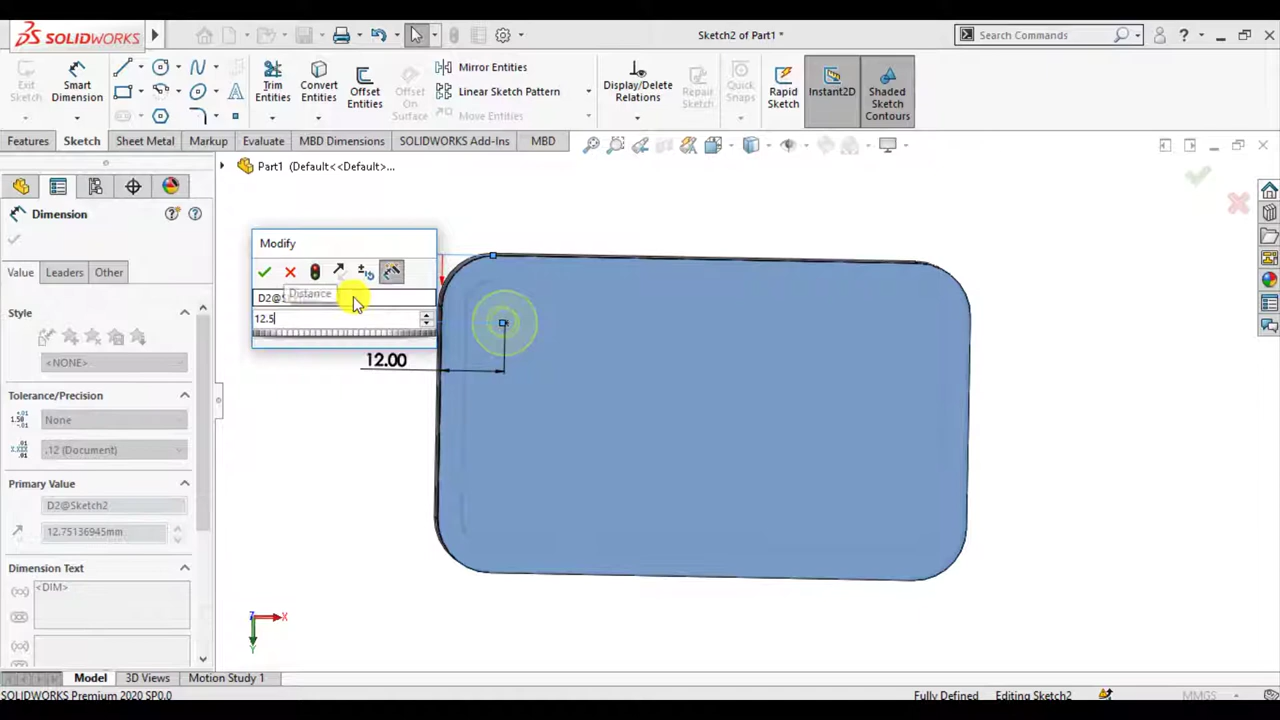 SOLIDWORKS
Sketch2 of Part1 *
Search Commands
?
Exit
Sketch
Smart
Dimension
Trim
Entities
Convert
Entities
Offset
Entities
Offset
On
Surface
Mirror Entities
Linear Sketch Pattern
Move Entities
Display/Delete
Relations
Repair
Sketch
Quick
Snaps
Rapid
Sketch
Instant2D
Shaded
Sketch
Contours
Features
Sketch
Sheet Metal
Markup
Evaluate
MBD Dimensions
SOLIDWORKS Add-Ins
MBD
Part1 (Default<<Default>...
Dimension
Value
Leaders
Other
Style
<NONE>
Tolerance/Precision
None
.12 (Document)
Primary Value
D2@Sketch2
12.75136945mm
Dimension Text
<DIM>
Modify
Distance
12.5
12.00
Z
X
Y
Model
3D Views
Motion Study 1
SOLIDWORKS Premium 2020 SP0.0
Fully Defined
Editing Sketch2
MMGS